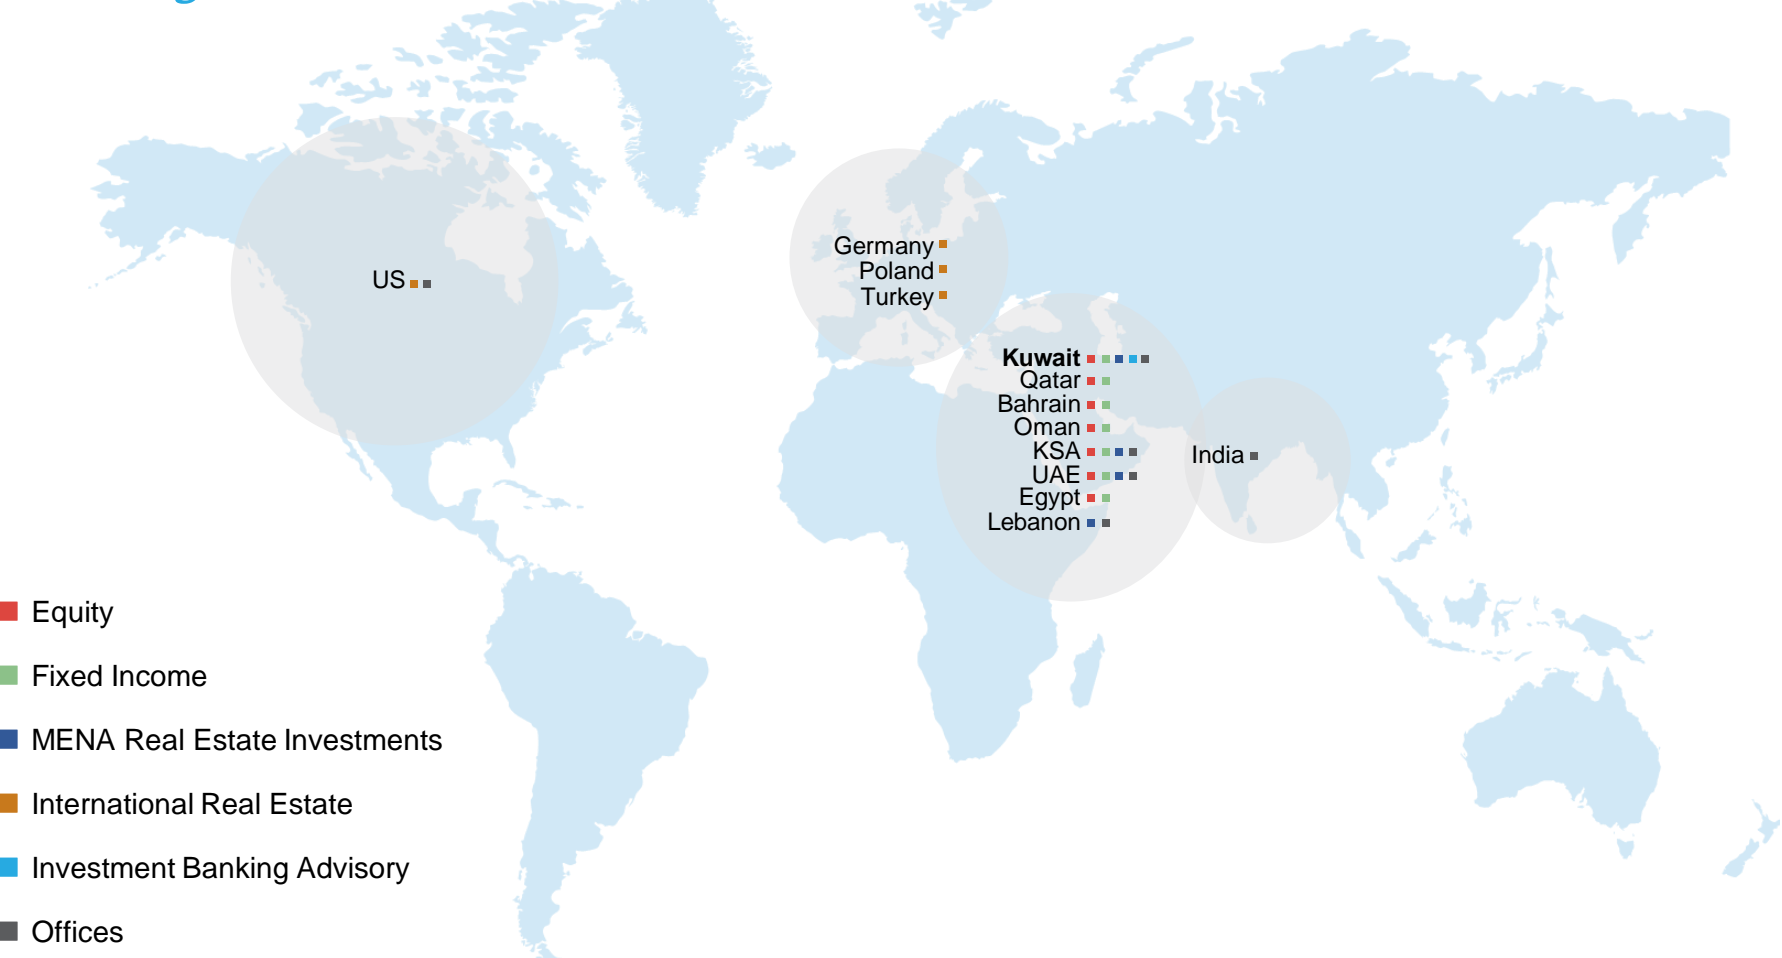 US
Germany
Poland
Turkey
Kuwait
Qatar
Bahrain
Oman
KSA
UAE
Egypt
Lebanon
India
Equity
Fixed Income
MENA Real Estate Investments
International Real Estate
Investment Banking Advisory
Offices